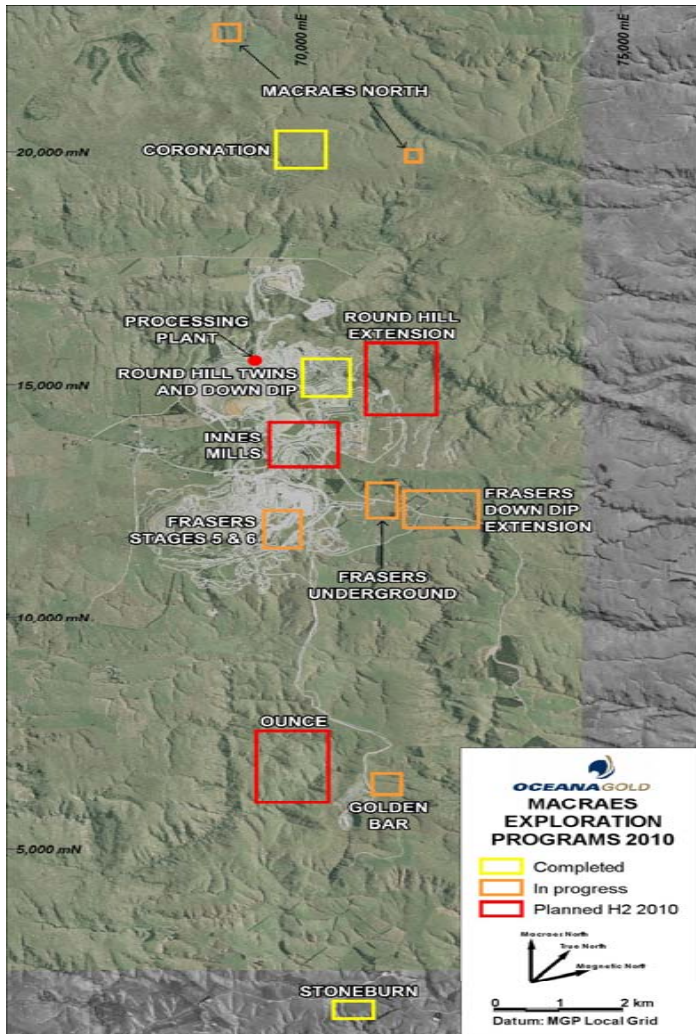 70,000 mE
75,000 mE
MACRAES NORTH
CORONATION
20,000 mN
PROCESSING
PLANT
ROUND HILL
EXTENSION
ROUND HILL TWINS
AND DOWN DIP
15,000 mN
INNES
MILLS
FRASERS
STAGES 5 & 6
FRASERS
DOWN DIP
EXTENSION
FRASERS
UNDERGROUND
10,000 mN
OUNCE
GOLDEN
BAR
5,000 mN
STONEBURN
OCEANAGOLD
MACRAES
EXPLORATION
PROGRAMS 2010
Completed
In progress
Planned H2 2010
Macraes North
True North
Magnetic North
0 1 2 km
Datum: MGP Local Grid